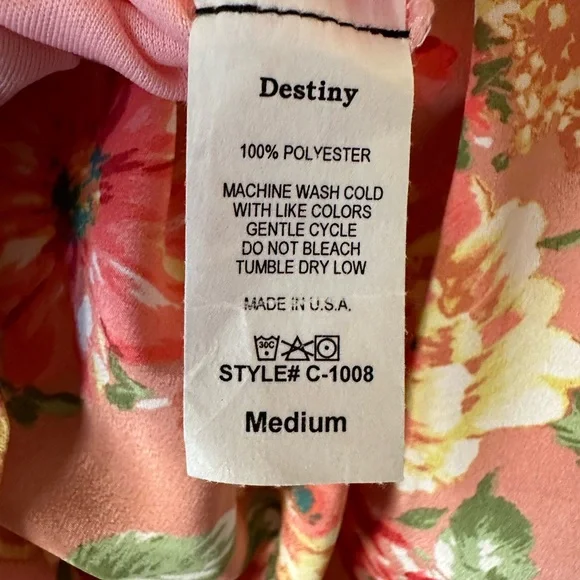 Destiny
100% POLYESTER
MACHINE WASH COLD
WITH LIKE COLORS
GENTLE CYCLE
DO NOT BLEACH
TUMBLE DRY LOW
MADE IN U.S.A.
30C
STYLE# C-1008
Medium